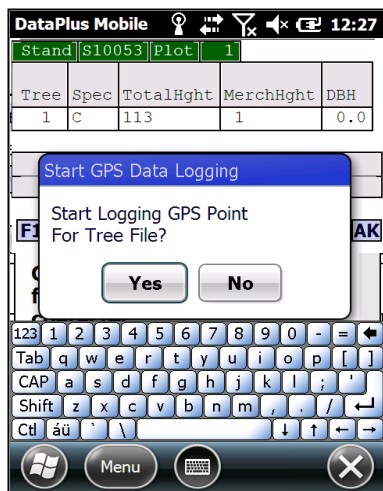 DataPlus Mobile 12:27
Stand S10053 Plot 1
Tree Spec TotalHght MerchHght DBH
1 C 113 1 0.0
Start GPS Data Logging
Start Logging GPS Point
For Tree File?
F1 AK
Yes No
123 1 2 3 4 5 6 7 8 9 0 - =
Tab q w e r t y u i o p [ ]
CAP a s d f g h j k l ; '
Shift z x c v b n m , . /
Ctl áü ` \
Menu